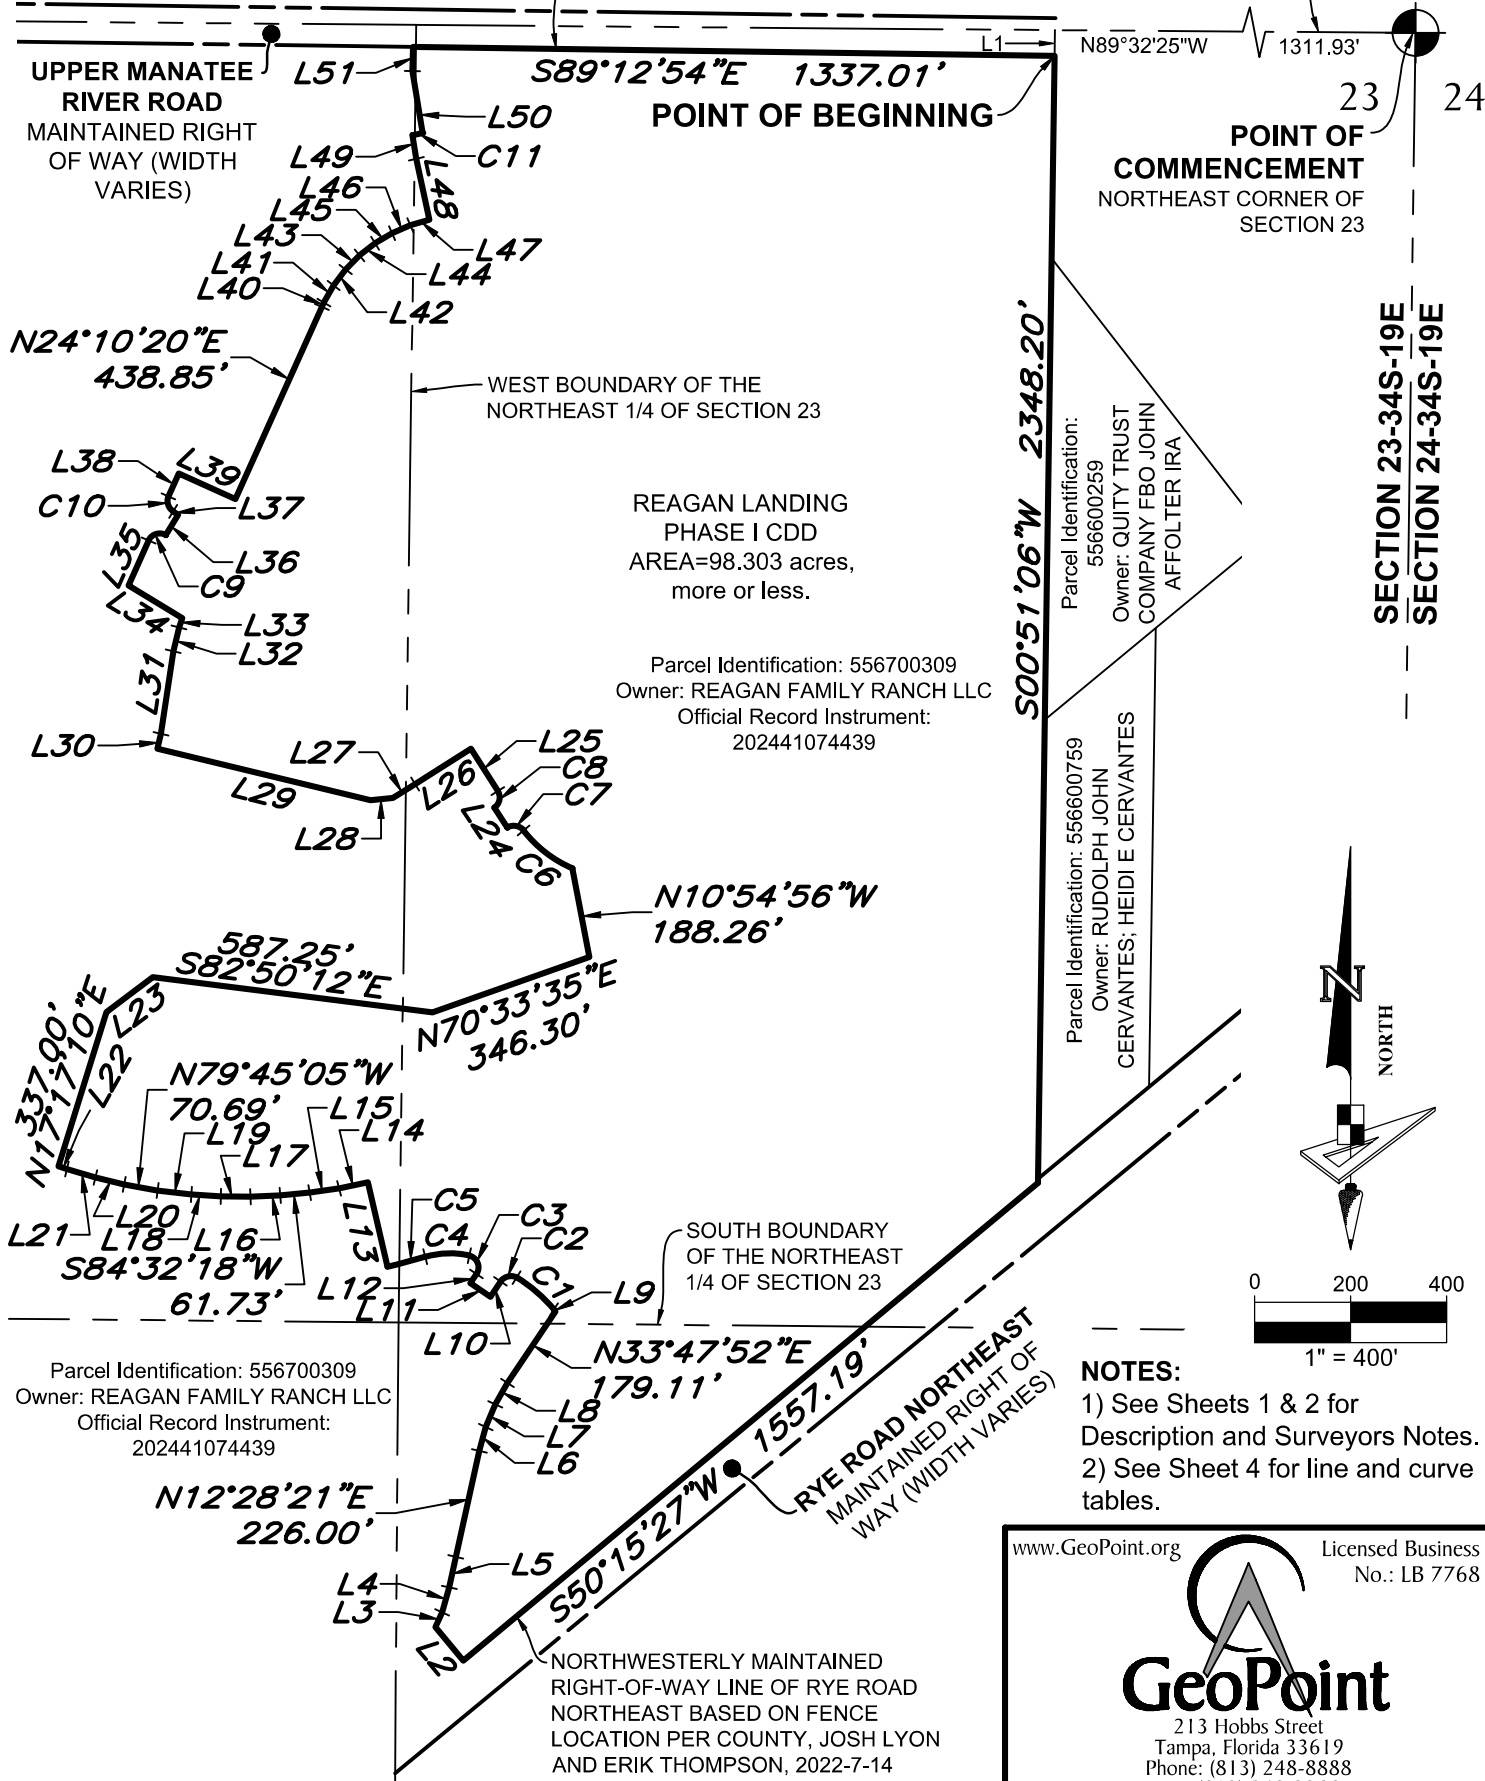 L1
N89°32'25"W
1311.93'
UPPER MANATEE
RIVER ROAD
MAINTAINED RIGHT
OF WAY (WIDTH
VARIES)
L51
S89°12'54"E 1337.01'
POINT OF BEGINNING
23 24
POINT OF
COMMENCEMENT
NORTHEAST CORNER OF
SECTION 23
L50
L49
C11
L48
L46
L45
L43
L47
L41
L44
L40
L42
N24°10'20"E
438.85'
WEST BOUNDARY OF THE
NORTHEAST 1/4 OF SECTION 23
S00°51'06"W 2348.20'
Parcel Identification:
556600259
Owner: QUITY TRUST
COMPANY FBO JOHN
AFFOLTER IRA
SECTION 23-34S-19E
SECTION 24-34S-19E
L38
L39
C10
L37
L35
L36
C9
L34
L33
L32
L31
L30
REAGAN LANDING
PHASE I CDD
AREA=98.303 acres,
more or less.
Parcel Identification: 556700309
Owner: REAGAN FAMILY RANCH LLC
Official Record Instrument:
202441074439
L27
L25
C8
L26
C7
L29
L24
L28
C6
Parcel Identification: 556600759
Owner: RUDOLPH JOHN
CERVANTES; HEIDI E CERVANTES
N10°54'56"W
188.26'
587.25'
S82°50'12"E
N70°33'35"E
346.30'
337.00'
N17°17'10"E
L23
L22
N79°45'05"W
70.69'
L15
L19
L14
L17
L20
L21
L18
L16
S84°32'18"W
61.73'
L13
C5
C4
C3
C2
C1
L12
L11
L9
L10
SOUTH BOUNDARY
OF THE NORTHEAST
1/4 OF SECTION 23
N
NORTH
0 200 400
1" = 400'
Parcel Identification: 556700309
Owner: REAGAN FAMILY RANCH LLC
Official Record Instrument:
202441074439
N33°47'52"E
179.11'
L8
L7
L6
N12°28'21"E
226.00'
L5
L4
L3
L2
S50°15'27"W 1557.19'
RYE ROAD NORTHEAST
MAINTAINED RIGHT OF
WAY (WIDTH VARIES)
NOTES:
1) See Sheets 1 & 2 for
Description and Surveyors Notes.
2) See Sheet 4 for line and curve
tables.
NORTHWESTERLY MAINTAINED
RIGHT-OF-WAY LINE OF RYE ROAD
NORTHEAST BASED ON FENCE
LOCATION PER COUNTY, JOSH LYON
AND ERIK THOMPSON, 2022-7-14
www.GeoPoint.org
Licensed Business
No.: LB 7768
GeoPoint
213 Hobbs Street
Tampa, Florida 33619
Phone: (813) 248-8888